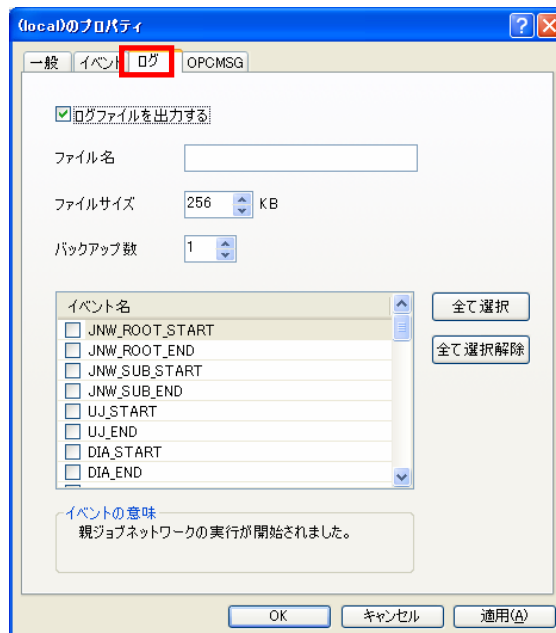 (local)のプロパティ
一般 イベント ログ OPCMSG
ログファイルを出力する
ファイル名
ファイルサイズ 256 KB
バックアップ数 1
イベント名 全て選択
JNW_ROOT_START
JNW_ROOT_END 全て選択解除
JNW_SUB_START
JNW_SUB_END
UJ_START
UJ_END
DIA_START
DIA_END
イベントの意味
親ジョブネットワークの実行が開始されました。
OK キャンセル 適用(A)